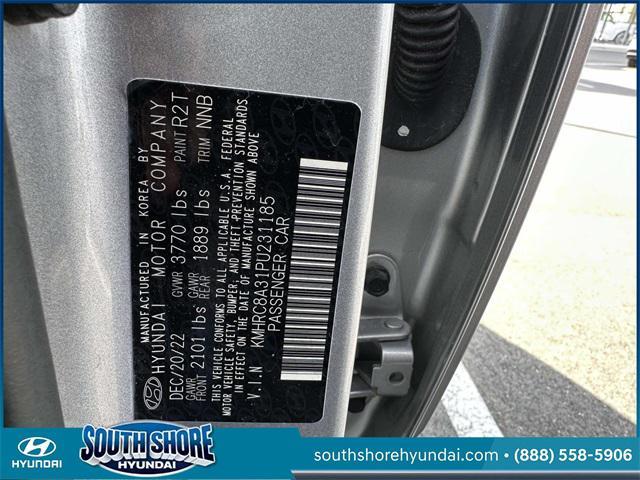 MANUFACTURED IN KOREA BY
HYUNDAI MOTOR COMPANY
DEC/20/22 GVWR 3770 lbs PAINT R2T
GAWR FRONT 2101 lbs GAWR REAR 1889 lbs TRIM NNB
THIS VEHICLE CONFORMS TO ALL APPLICABLE U.S.A. FEDERAL
MOTOR VEHICLE SAFETY, BUMPER, AND THEFT PREVENTION STANDARDS
IN EFFECT ON THE DATE OF MANUFACTURE SHOWN ABOVE
V.I.N KMHRC8A31PU231185
PASSENGER CAR
HYUNDAI
SOUTH SHORE
HYUNDAI
southshorehyundai.com • (888) 558-5906